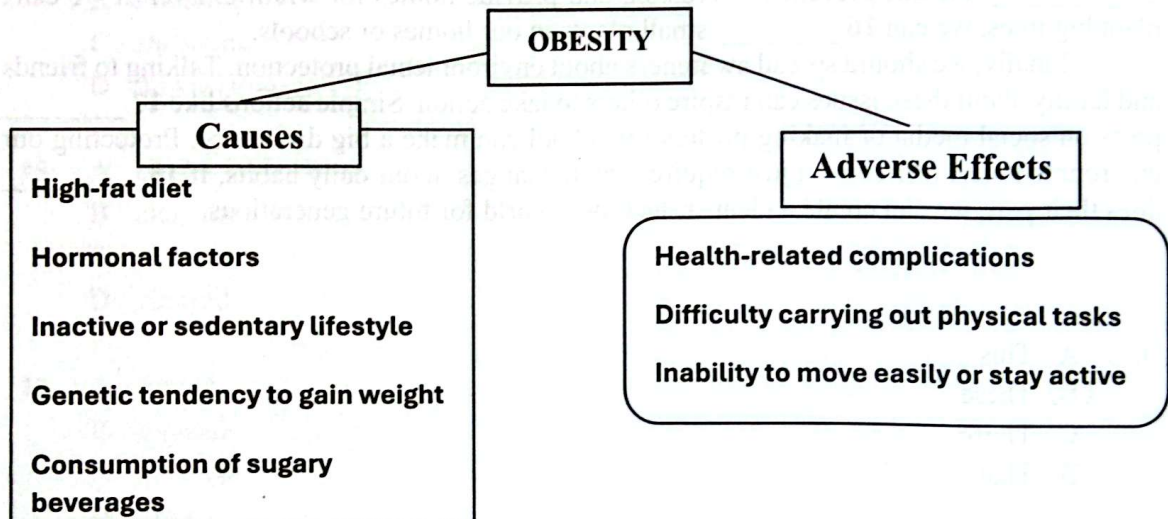 OBESITY
Causes
High-fat diet
Hormonal factors
Inactive or sedentary lifestyle
Genetic tendency to gain weight
Consumption of sugary
beverages
Adverse Effects
Health-related complications
Difficulty carrying out physical tasks
Inability to move easily or stay active